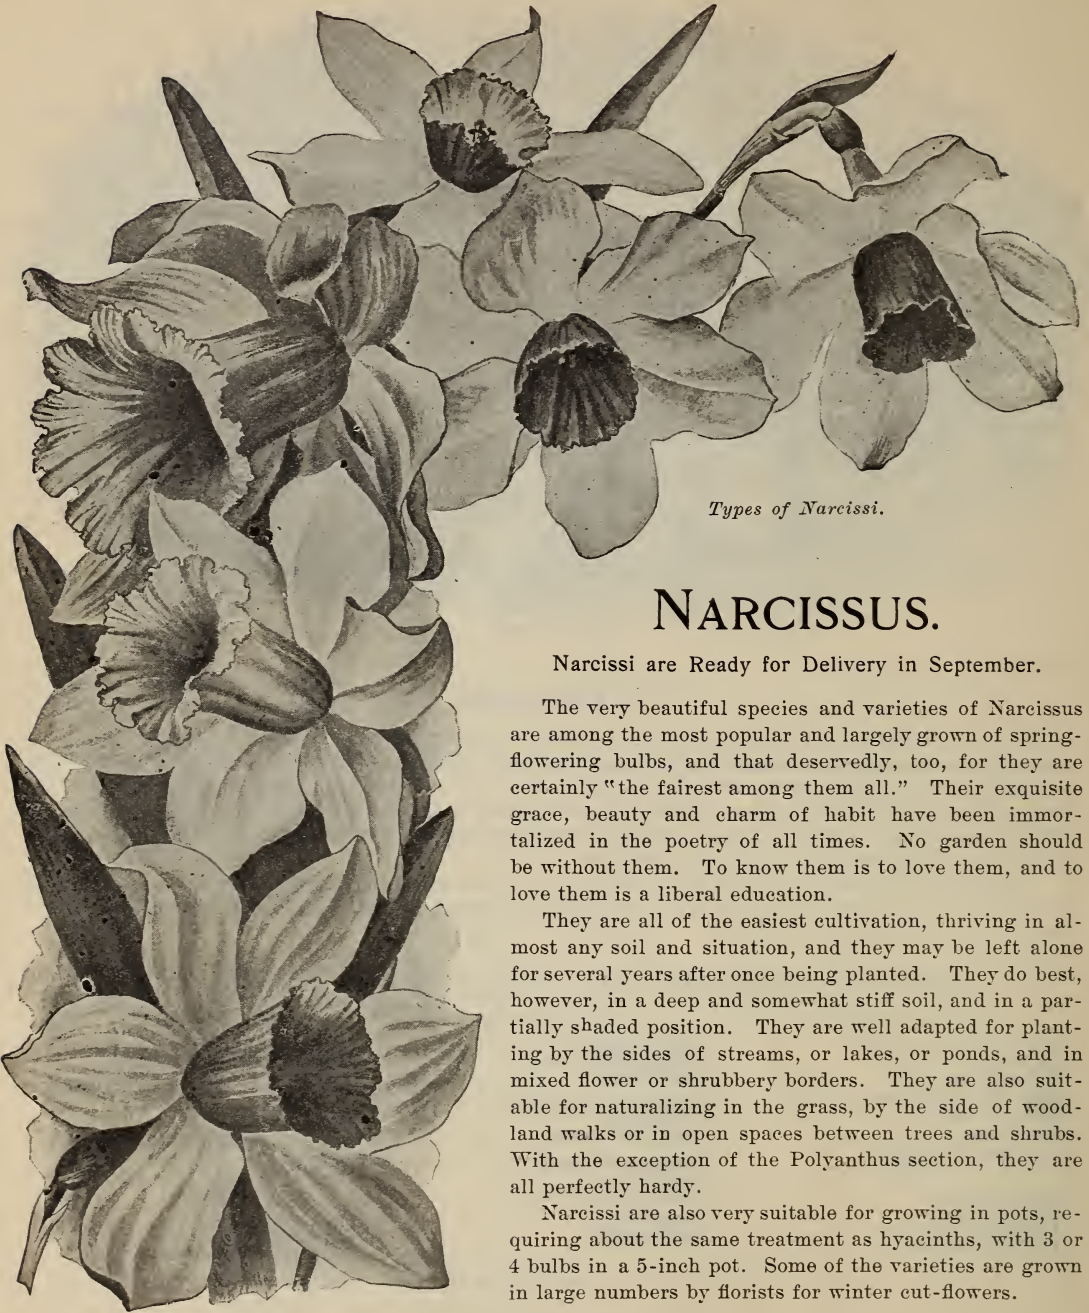 Types of Narcissi.
NARCISSUS.
Narcissi are Ready for Delivery in September.
The very beautiful species and varieties of Narcissus
are among the most popular and largely grown of spring-
flowering bulbs, and that deservedly, too, for they are
certainly “the fairest among them all.” Their exquisite
grace, beauty and charm of habit have been immor-
talized in the poetry of all times. No garden should
be without them. To know them is to love them, and to
love them is a liberal education.
They are all of the easiest cultivation, thriving in al-
most any soil and situation, and they may be left alone
for several years after once being planted. They do best,
however, in a deep and somewhat stiff soil, and in a par-
tially shaded position. They are well adapted for plant-
ing by the sides of streams, or lakes, or ponds, and in
mixed flower or shrubbery borders. They are also suit-
able for naturalizing in the grass, by the side of wood-
land walks or in open spaces between trees and shrubs.
With the exception of the Polyanthus section, they are
all perfectly hardy.
Narcissi are also very suitable for growing in pots, re-
quiring about the same treatment as hyacinths, with 3 or
4 bulbs in a 5-inch pot. Some of the varieties are grown
in large numbers by florists for winter cut-flowers.